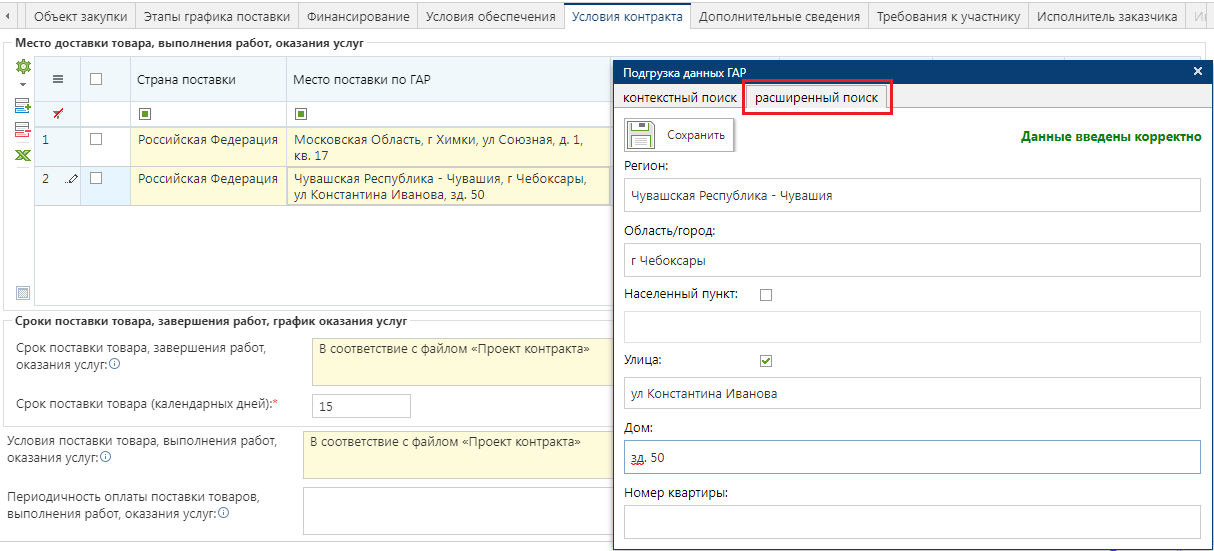 Объект закупки
Этапы графика поставки
Финансирование
Условия обеспечения
Условия контракта
Дополнительные сведения
Требования к участнику
Исполнитель заказчика
Место доставки товара, выполнения работ, оказания услуг
Страна поставки
Место поставки по ГАР
1
Российская Федерация
Московская Область, г Химки, ул Союзная, д. 1,
кв. 17
2
Российская Федерация
Чувашская Республика - Чувашия, г Чебоксары,
ул Константина Иванова, зд. 50
Сроки поставки товара, завершения работ, график оказания услуг
Срок поставки товара, завершения работ,
оказания услуг:
В соответствие с файлом «Проект контракта»
Срок поставки товара (календарных дней):*
15
Условия поставки товара, выполнения работ,
оказания услуг:
В соответствие с файлом «Проект контракта»
Периодичность оплаты поставки товаров,
выполнения работ, оказания услуг:
Подгрузка данных ГАР
контекстный поиск
расширенный поиск
Сохранить
Данные введены корректно
Регион:
Чувашская Республика - Чувашия
Область/город:
г Чебоксары
Населенный пункт:
Улица:
ул Константина Иванова
Дом:
зд. 50
Номер квартиры: